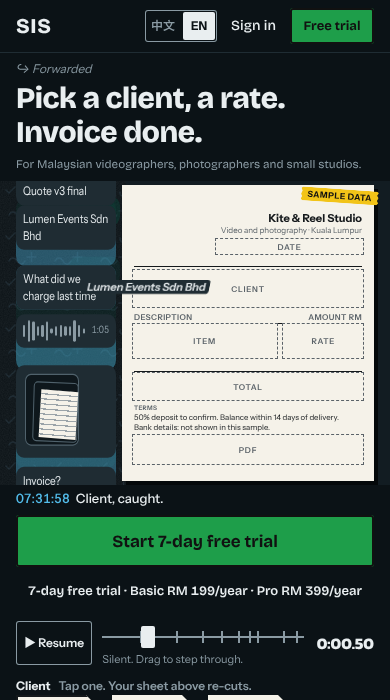 SIS
中文
EN
Sign in
Free trial
↪ Forwarded
Pick a client, a rate.
Invoice done.
For Malaysian videographers, photographers and small studios.
Quote v3 final
Lumen Events Sdn
Bhd
What did we
charge last time
1:05
Invoice?
SAMPLE DATA
Kite & Reel Studio
Video and photography · Kuala Lumpur
DATE
Lumen Events Sdn Bhd
CLIENT
DESCRIPTION
AMOUNT RM
ITEM
RATE
TOTAL
TERMS
50% deposit to confirm. Balance within 14 days of delivery.
Bank details: not shown in this sample.
PDF
07:31:58 Client, caught.
Start 7-day free trial
7-day free trial · Basic RM 199/year · Pro RM 399/year
▶ Resume
0:00.50
Silent. Drag to step through.
Client Tap one. Your sheet above re-cuts.